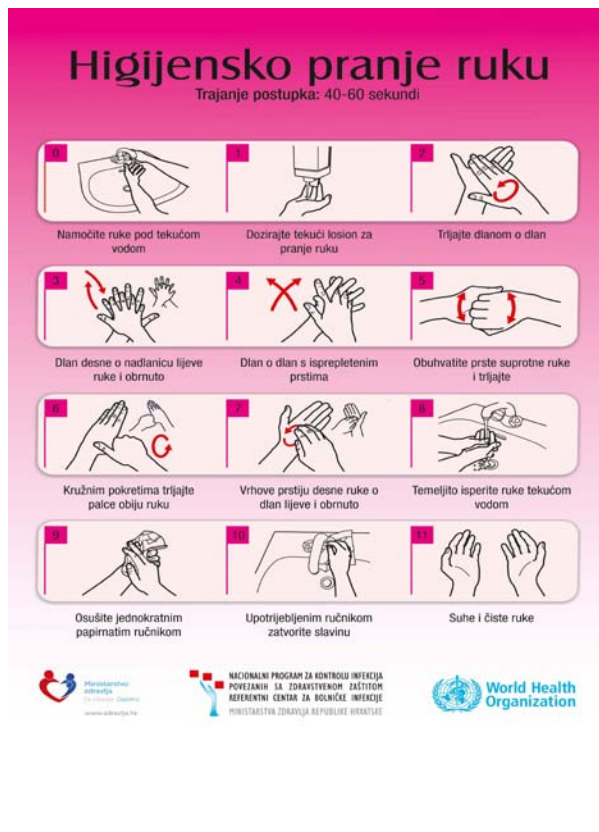 Higijensko pranje ruku
Trajanje postupka: 40-60 sekundi
0
1
2
Namočite ruke pod tekućom
vodom
Dozirajte tekući losion za
pranje ruku
Trljajte dlanom o dlan
3
4
5
Dlan desne o nadlanicu lijeve
ruke i obrnuto
Dlan o dlan s isprepletenim
prstima
Obuhvatite prste suprotne ruke
i trljajte
6
7
8
Kružnim pokretima trljajte
palce obiju ruku
Vrhove prstiju desne ruke o
dlan lijeve i obrnuto
Temeljito isperite ruke tekućom
vodom
9
10
11
Osušite jednokratnim
papirnatim ručnikom
Upotrijebljenim ručnikom
zatvorite slavinu
Suhe i čiste ruke
Ministarstvo
zdravlja
www.zdravlje.hr
NACIONALNI PROGRAM ZA KONTROLU INFEKCIJA
POVEZANIH SA ZDRAVSTVENOM ZAŠTITOM
REFERENTNI CENTAR ZA BOLNIČKE INFEKCIJE
MINISTARSTVA ZDRAVLJA REPUBLIKE HRVATSKE
World Health
Organization